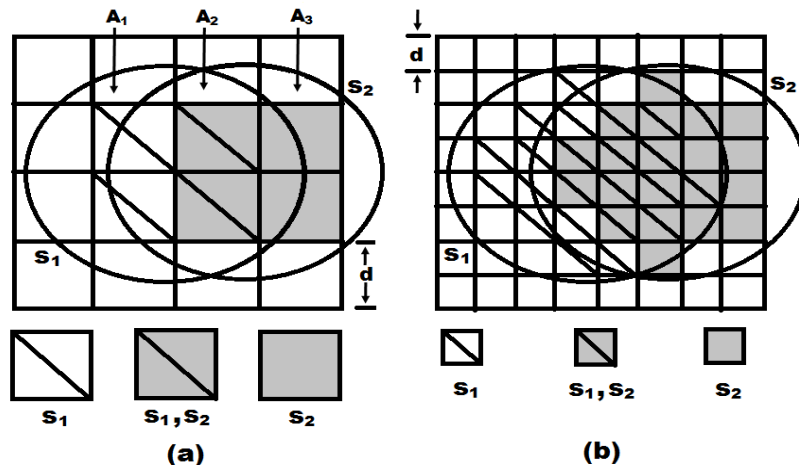 A₁ A₂ A₃
S₂
S₁
d
S₁ S₁,S₂ S₂
(a)
d
S₂
S₁
S₁ S₁,S₂ S₂
(b)